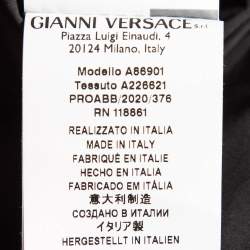 GIANNI VERSACE s.r.l.
Piazza Luigi Einaudi, 4
20124 Milano, Italy
Modello A86901
Tessuto A226621
PROABB/2020/376
RN 118861
REALIZZATO IN ITALIA
MADE IN ITALY
FABRIQUÉ EN ITALIE
HECHO EN ITALIA
FABRICADO EM ITÁLIA
意大利制造
СОЗДАНО В ИТАЛИИ
イタリア製
HERGESTELLT IN ITALIEN